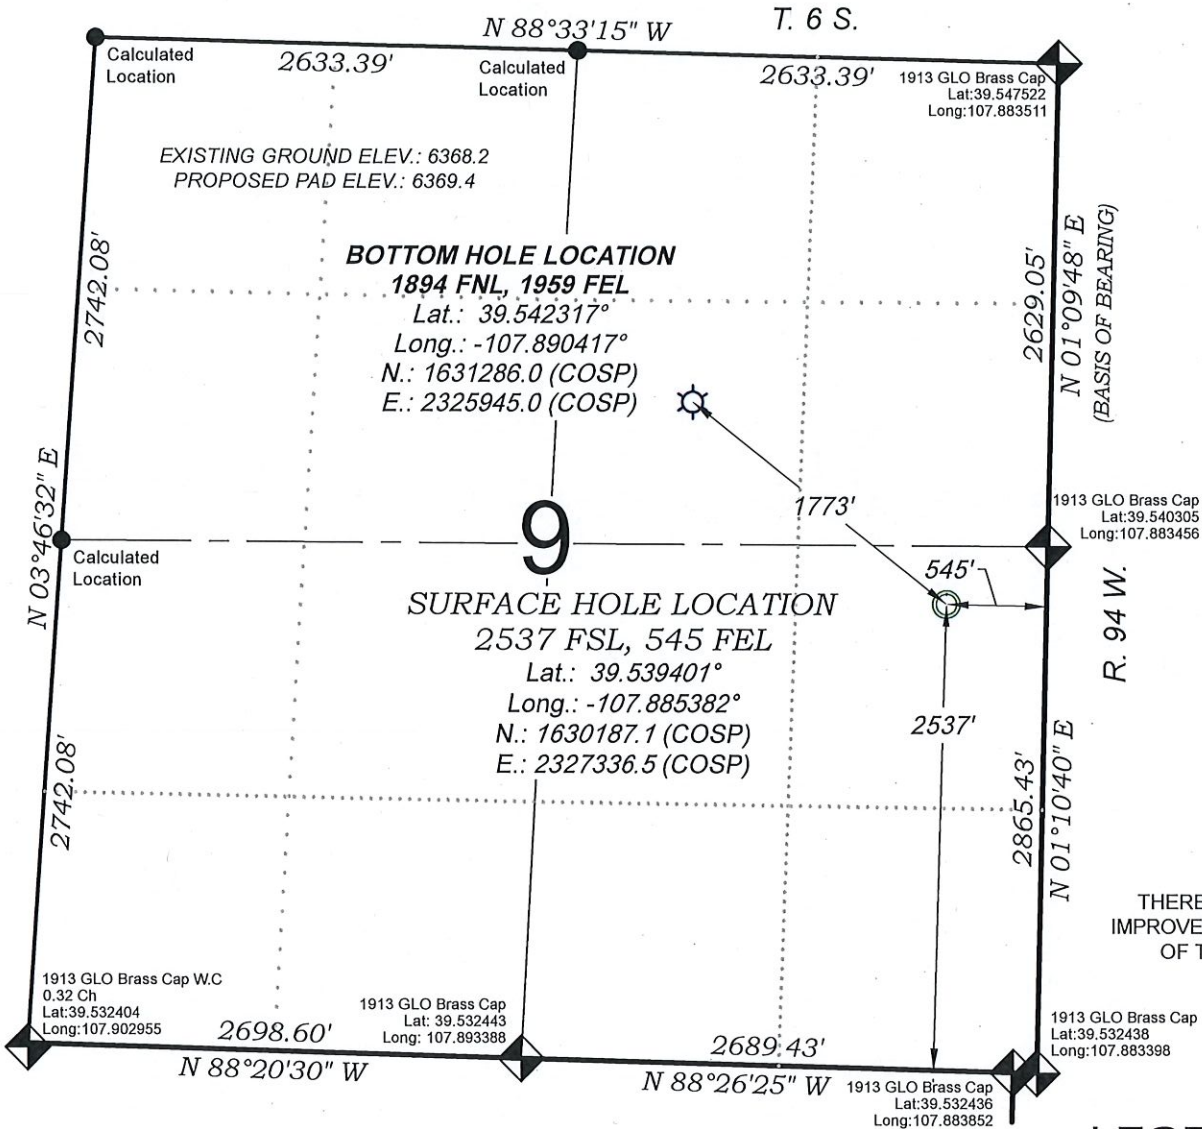 T. 6 S.
N 88°33'15" W
Calculated
Location
2633.39'
Calculated
Location
2633.39'
1913 GLO Brass Cap
Lat:39.547522
Long:107.883511
EXISTING GROUND ELEV.: 6368.2
PROPOSED PAD ELEV.: 6369.4
BOTTOM HOLE LOCATION
1894 FNL, 1959 FEL
Lat.: 39.542317°
Long.: -107.890417°
N.: 1631286.0 (COSP)
E.: 2325945.0 (COSP)
2742.08'
2629.05'
N 01°09'48" E
(BASIS OF BEARING)
N 03°46'32" E
1773'
1913 GLO Brass Cap
Lat:39.540305
Long:107.883456
9
Calculated
Location
545'
R. 94 W.
SURFACE HOLE LOCATION
2537 FSL, 545 FEL
Lat.: 39.539401°
Long.: -107.885382°
N.: 1630187.1 (COSP)
E.: 2327336.5 (COSP)
2537'
2742.08'
2865.43'
N 01°10'40" E
THERE
IMPROVE
OF T
1913 GLO Brass Cap W.C
0.32 Ch
Lat:39.532404
Long:107.902955
2698.60'
N 88°20'30" W
1913 GLO Brass Cap
Lat: 39.532443
Long: 107.893388
2689.43'
N 88°26'25" W
1913 GLO Brass Cap
Lat:39.532436
Long:107.883852
1913 GLO Brass Cap
Lat:39.532438
Long:107.883398